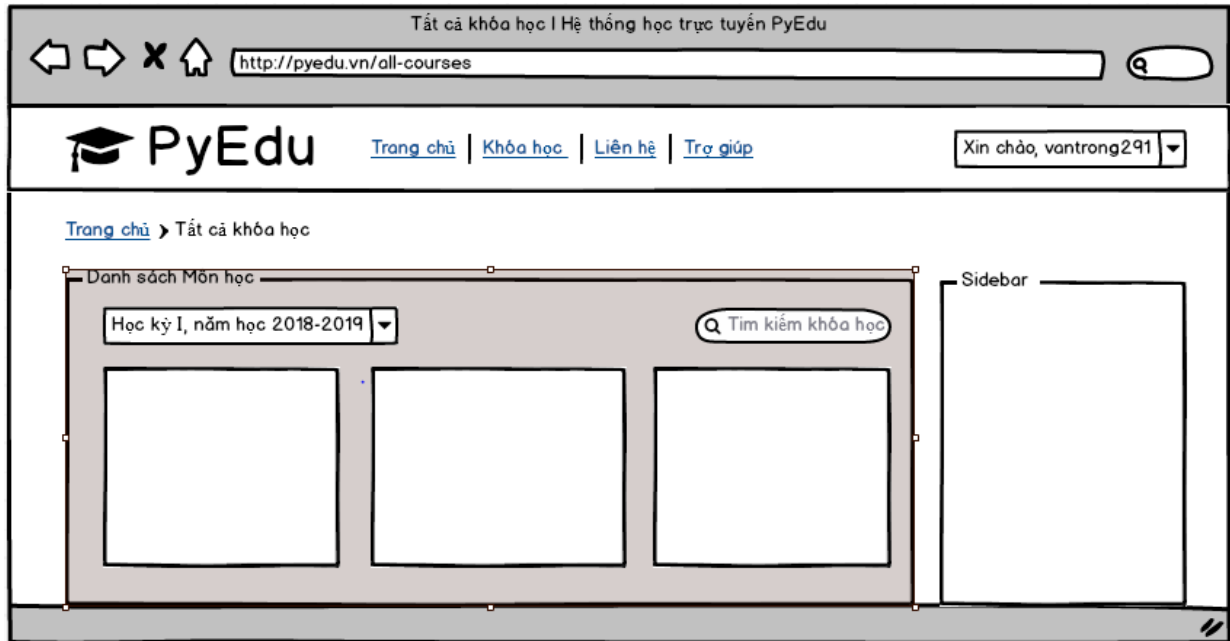 Tất cả khóa học | Hệ thống học trực tuyến PyEdu
http://pyedu.vn/all-courses
PyEdu
Trang chủ | Khóa học | Liên hệ | Trợ giúp
Xin chào, vantrong291
Trang chủ > Tất cả khóa học
Danh sách Môn học
Sidebar
Học kỳ I, năm học 2018-2019
Tìm kiếm khóa học